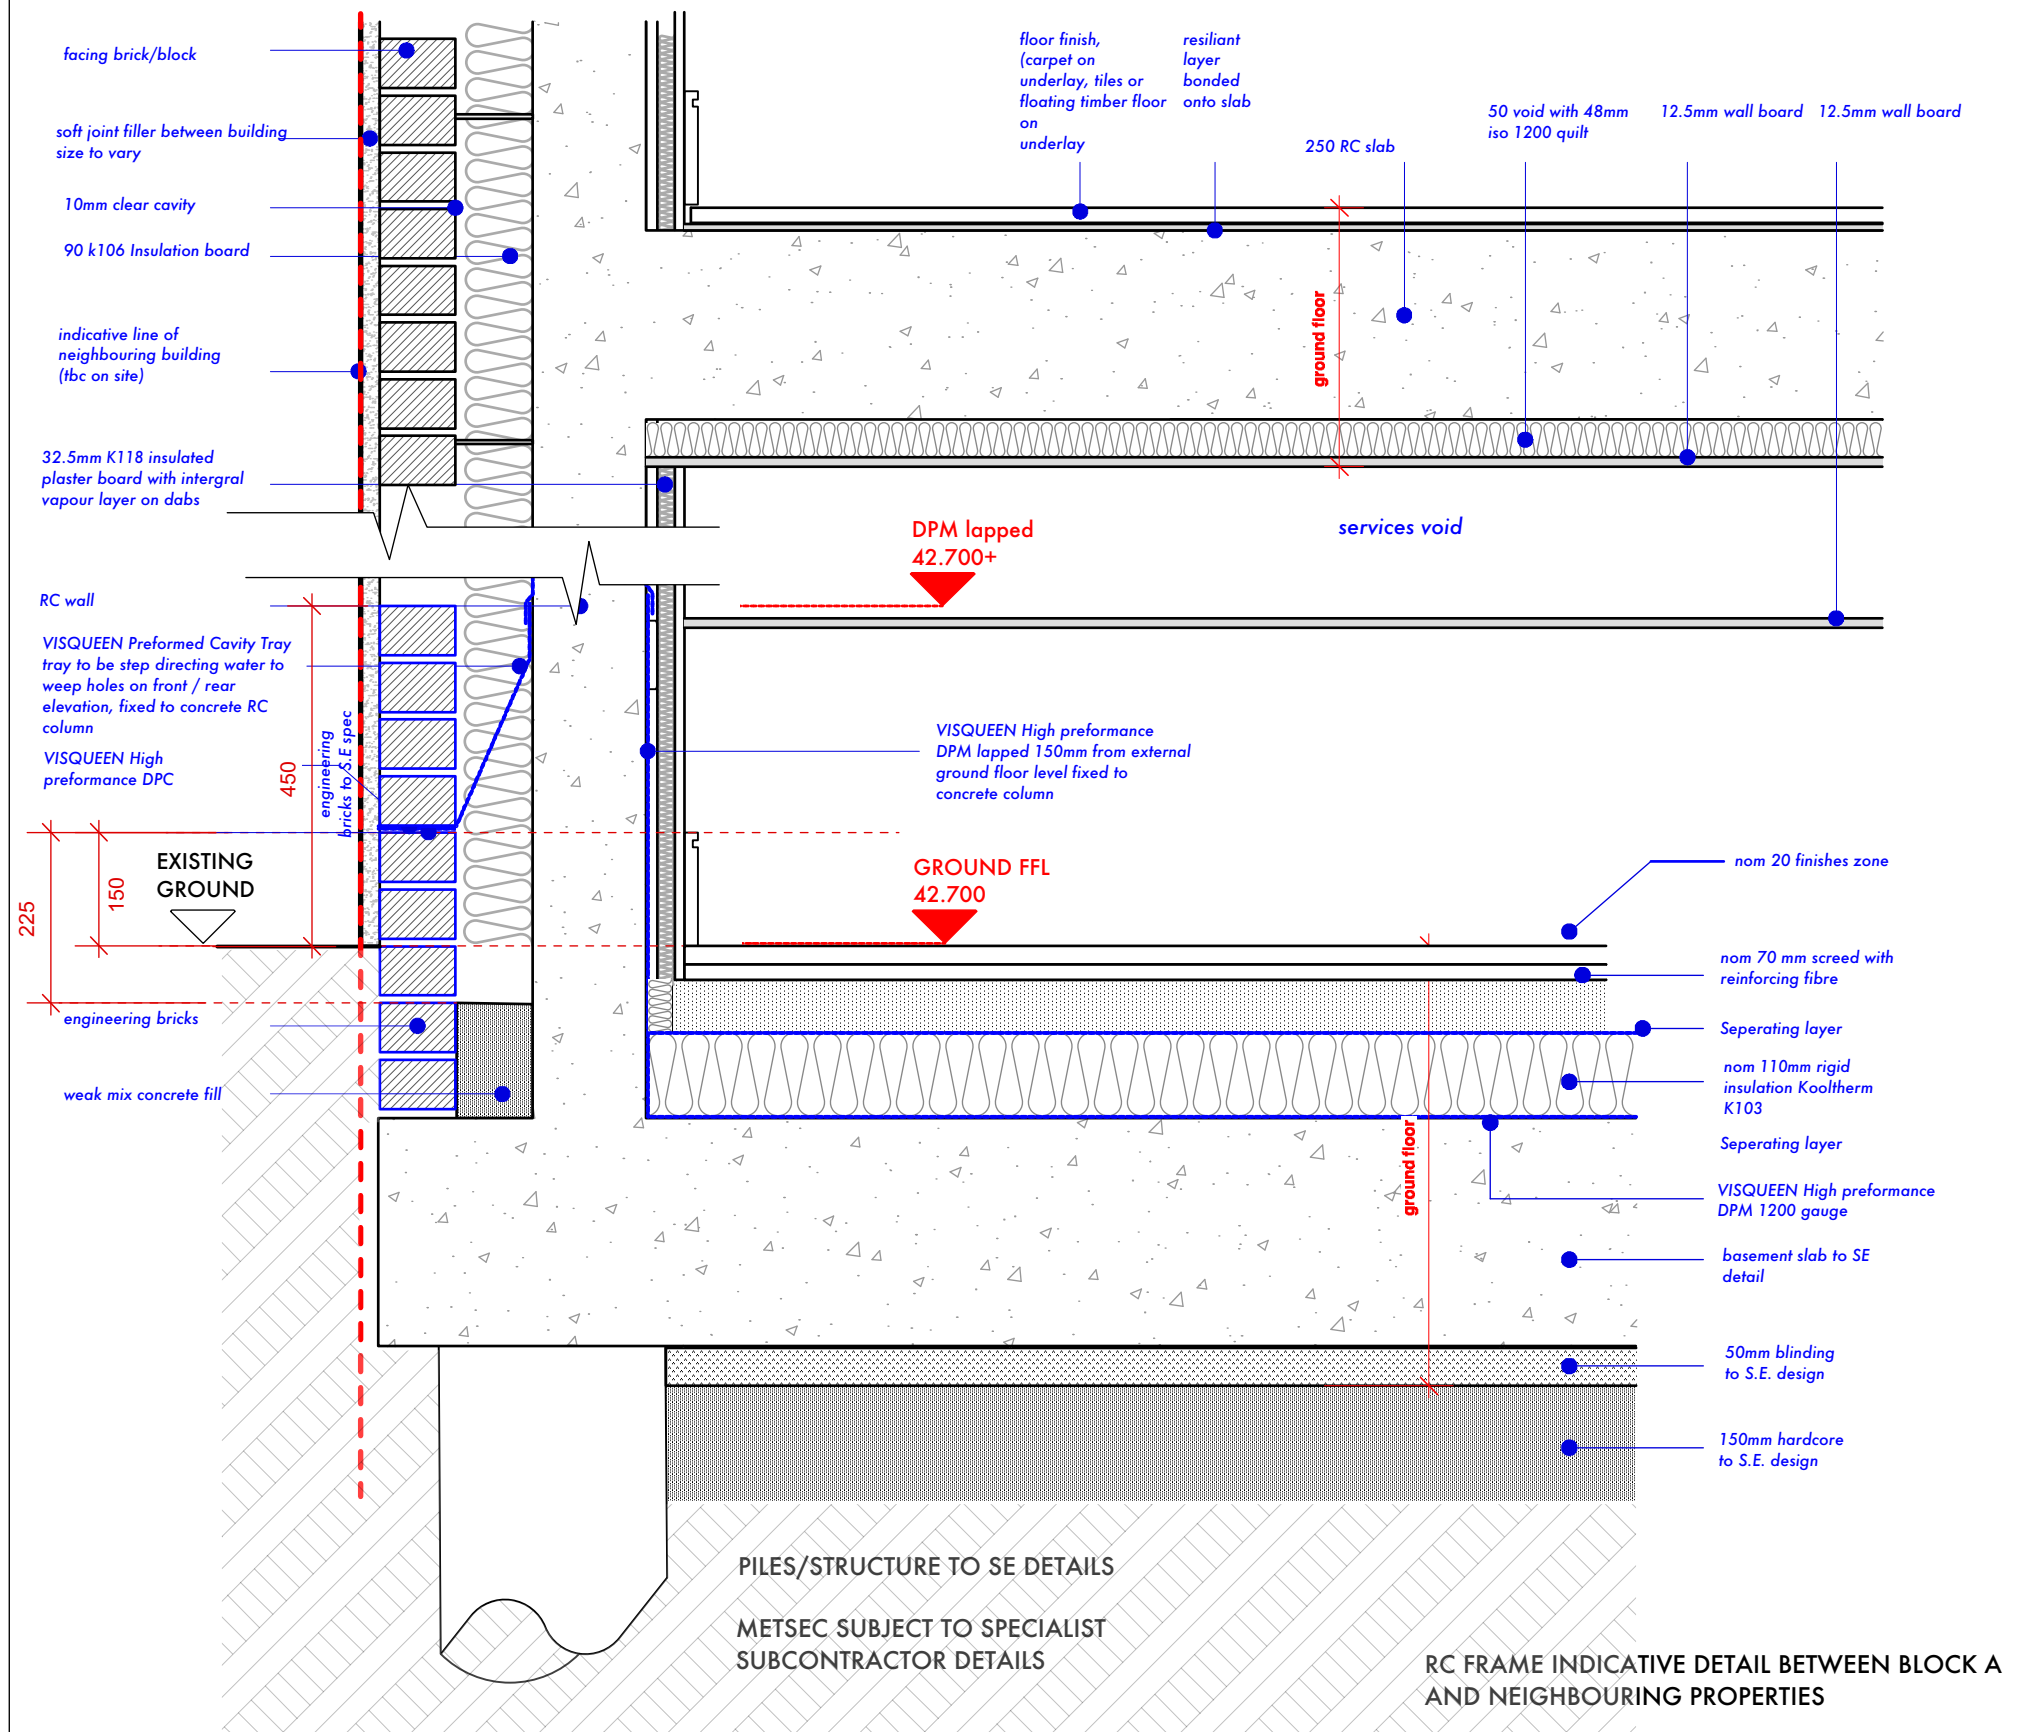 facing brick/block
soft joint filler between building
size to vary
10mm clear cavity
90 k106 Insulation board
indicative line of
neighbouring building
(tbc on site)
32.5mm K118 insulated
plaster board with intergral
vapour layer on dabs
floor finish,
(carpet on
underlay, tiles or
floating timber floor
on
underlay
resiliant
layer
bonded
onto slab
250 RC slab
50 void with 48mm
iso 1200 quilt
12.5mm wall board
12.5mm wall board
ground floor
services void
DPM lapped
42.700+
RC wall
VISQUEEN Preformed Cavity Tray
tray to be step directing water to
weep holes on front / rear
elevation, fixed to concrete RC
column
VISQUEEN High
preformance DPC
450
engineering
bricks to S.E spec
VISQUEEN High preformance
DPM lapped 150mm from external
ground floor level fixed to
concrete column
225
150
EXISTING
GROUND
GROUND FFL
42.700
engineering bricks
weak mix concrete fill
nom 20 finishes zone
nom 70 mm screed with
reinforcing fibre
Seperating layer
nom 110mm rigid
insulation Kooltherm
K103
Seperating layer
VISQUEEN High preformance
DPM 1200 gauge
ground floor
basement slab to SE
detail
50mm blinding
to S.E. design
150mm hardcore
to S.E. design
PILES/STRUCTURE TO SE DETAILS
METSEC SUBJECT TO SPECIALIST
SUBCONTRACTOR DETAILS
RC FRAME INDICATIVE DETAIL BETWEEN BLOCK A
AND NEIGHBOURING PROPERTIES